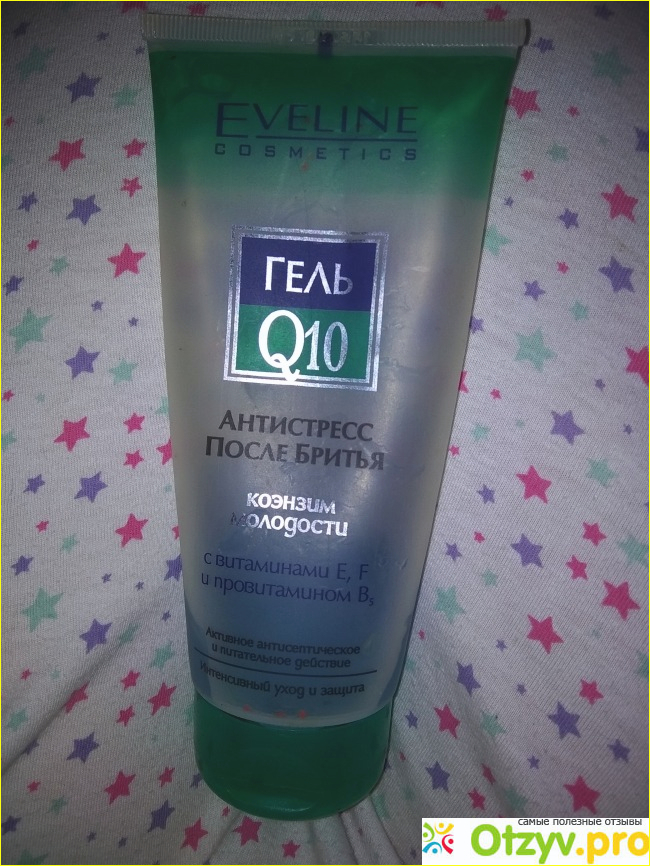 EVELINE
COSMETICS
ГЕЛЬ
Q10
АНТИСТРЕСС
ПОСЛЕ БРИТЬЯ
КОЭНЗИМ
МОЛОДОСТИ
с витаминами E, F
и провитамином B5
Активное антисептическое
и питательное действие
Интенсивный уход и защита
самые полезные отзывы
Otzyv.pro